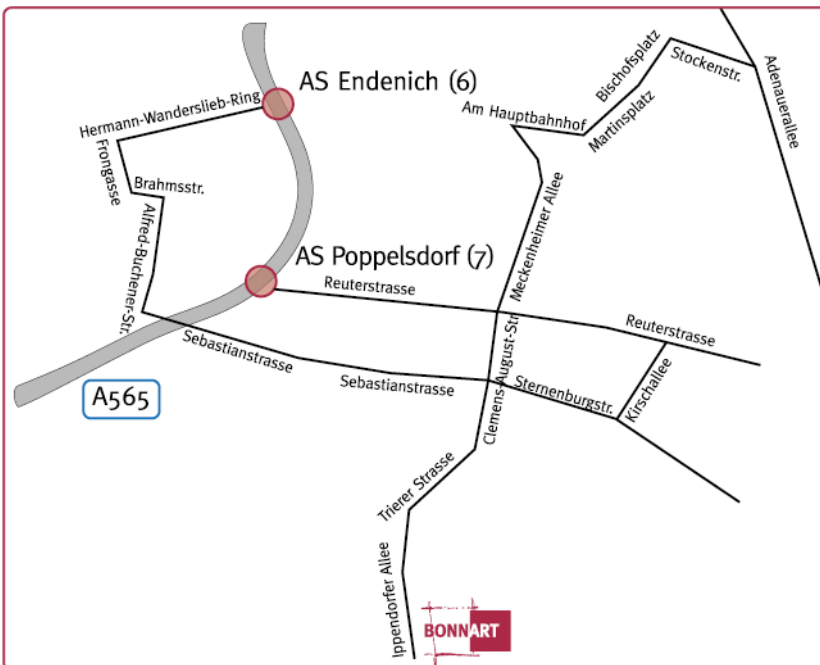 AS Endenich (6)
Hermann-Wanderslieb-Ring
Frongasse
Brahmsstr.
Alfred-Buchener-Str.
AS Poppelsdorf (7)
Reuterstrasse
Sebastianstrasse
Sebastianstrasse
A565
Am Hauptbahnhof
Bischofsplatz
Martinsplatz
Stockenstr.
Adenauerallee
Meckenheimer Allee
Reuterstrasse
Clemens-August-Str.
Sternenburgstr.
Kirschallee
Trierer Strasse
Ippendorfer Allee
BONNART